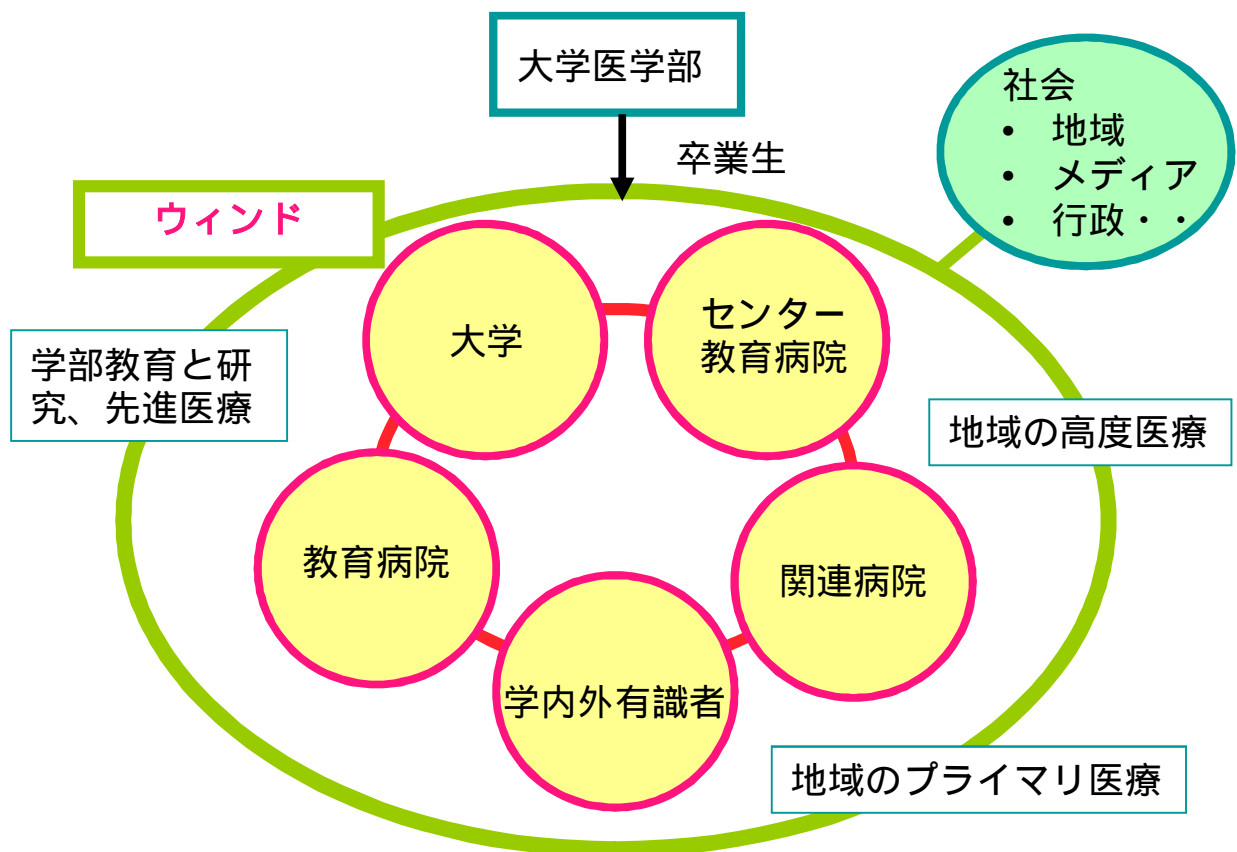 大学医学部
社会
• 地域
• メディア
• 行政・・
卒業生
ウィンド
大学
センター
教育病院
学部教育と研
究、先進医療
地域の高度医療
教育病院
関連病院
学内外有識者
地域のプライマリ医療